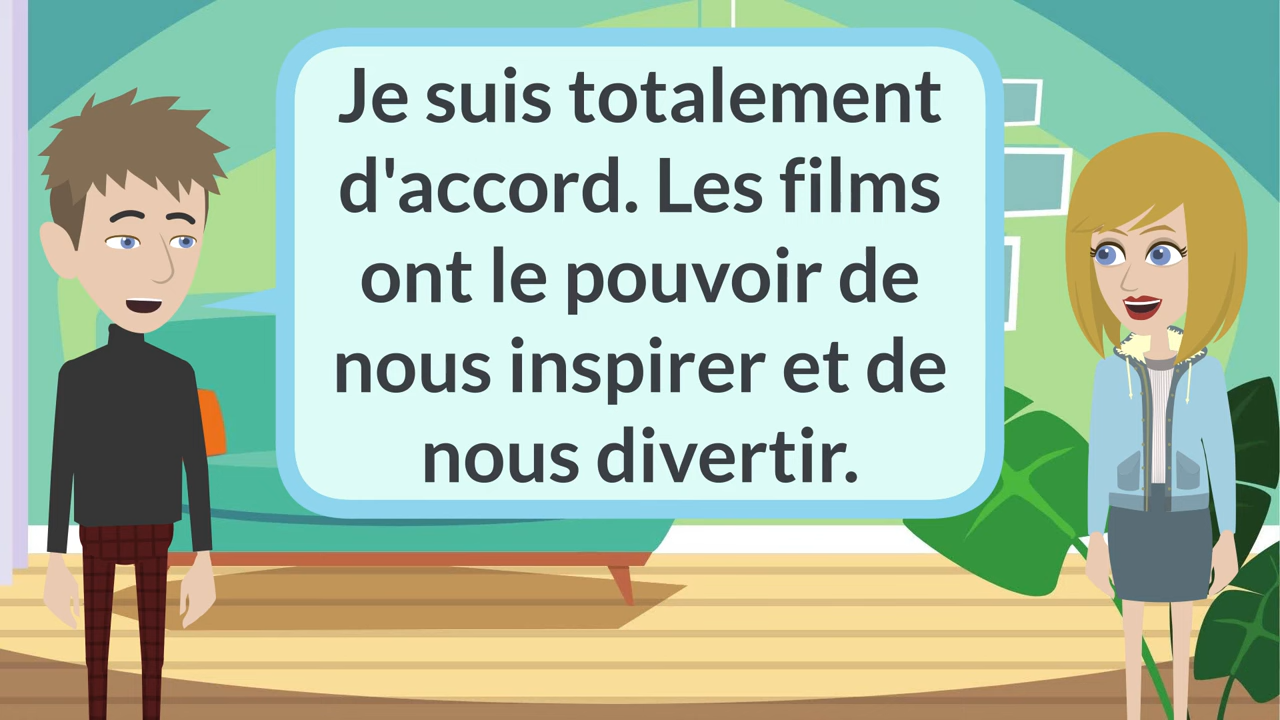 Je suis totalement
d'accord. Les films
ont le pouvoir de
nous inspirer et de
nous divertir.